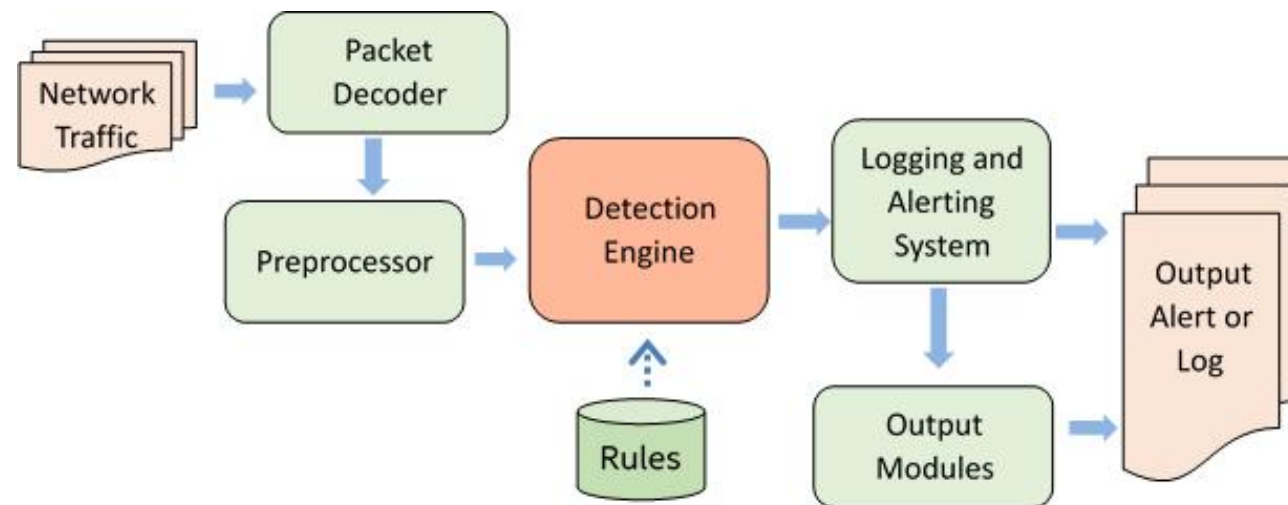 Network
Traffic
Packet
Decoder
Preprocessor
Detection
Engine
Rules
Logging and
Alerting
System
Output
Modules
Output
Alert or
Log